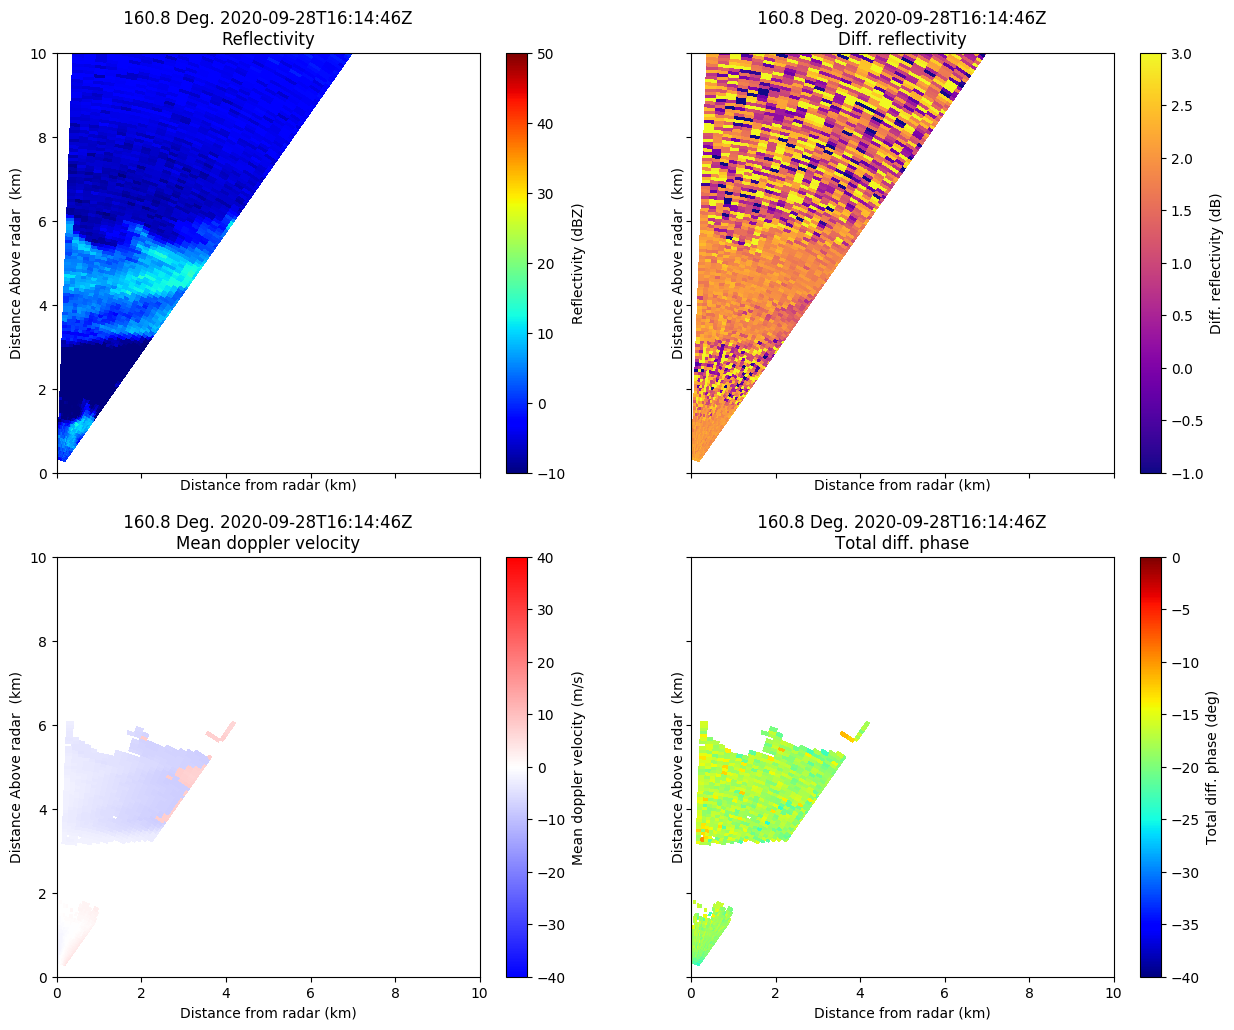 160.8 Deg. 2020-09-28T16:14:46Z
Reflectivity
10
8
6
4
2
0
Distance Above radar  (km)
Distance from radar (km)
50
40
30
20
10
0
−10
Reflectivity (dBZ)
160.8 Deg. 2020-09-28T16:14:46Z
Diff. reflectivity
Distance Above radar  (km)
Distance from radar (km)
3.0
2.5
2.0
1.5
1.0
0.5
0.0
−0.5
−1.0
Diff. reflectivity (dB)
160.8 Deg. 2020-09-28T16:14:46Z
Mean doppler velocity
10
8
6
4
2
0
Distance Above radar  (km)
0 2 4 6 8 10
Distance from radar (km)
40
30
20
10
0
−10
−20
−30
−40
Mean doppler velocity (m/s)
160.8 Deg. 2020-09-28T16:14:46Z
Total diff. phase
Distance Above radar  (km)
0 2 4 6 8 10
Distance from radar (km)
0
−5
−10
−15
−20
−25
−30
−35
−40
Total diff. phase (deg)